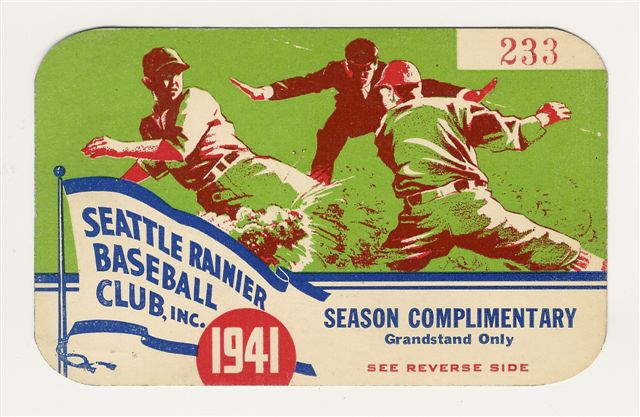 233
SEATTLE RAINIER
BASEBALL
CLUB, INC.
1941
SEASON COMPLIMENTARY
Grandstand Only
SEE REVERSE SIDE